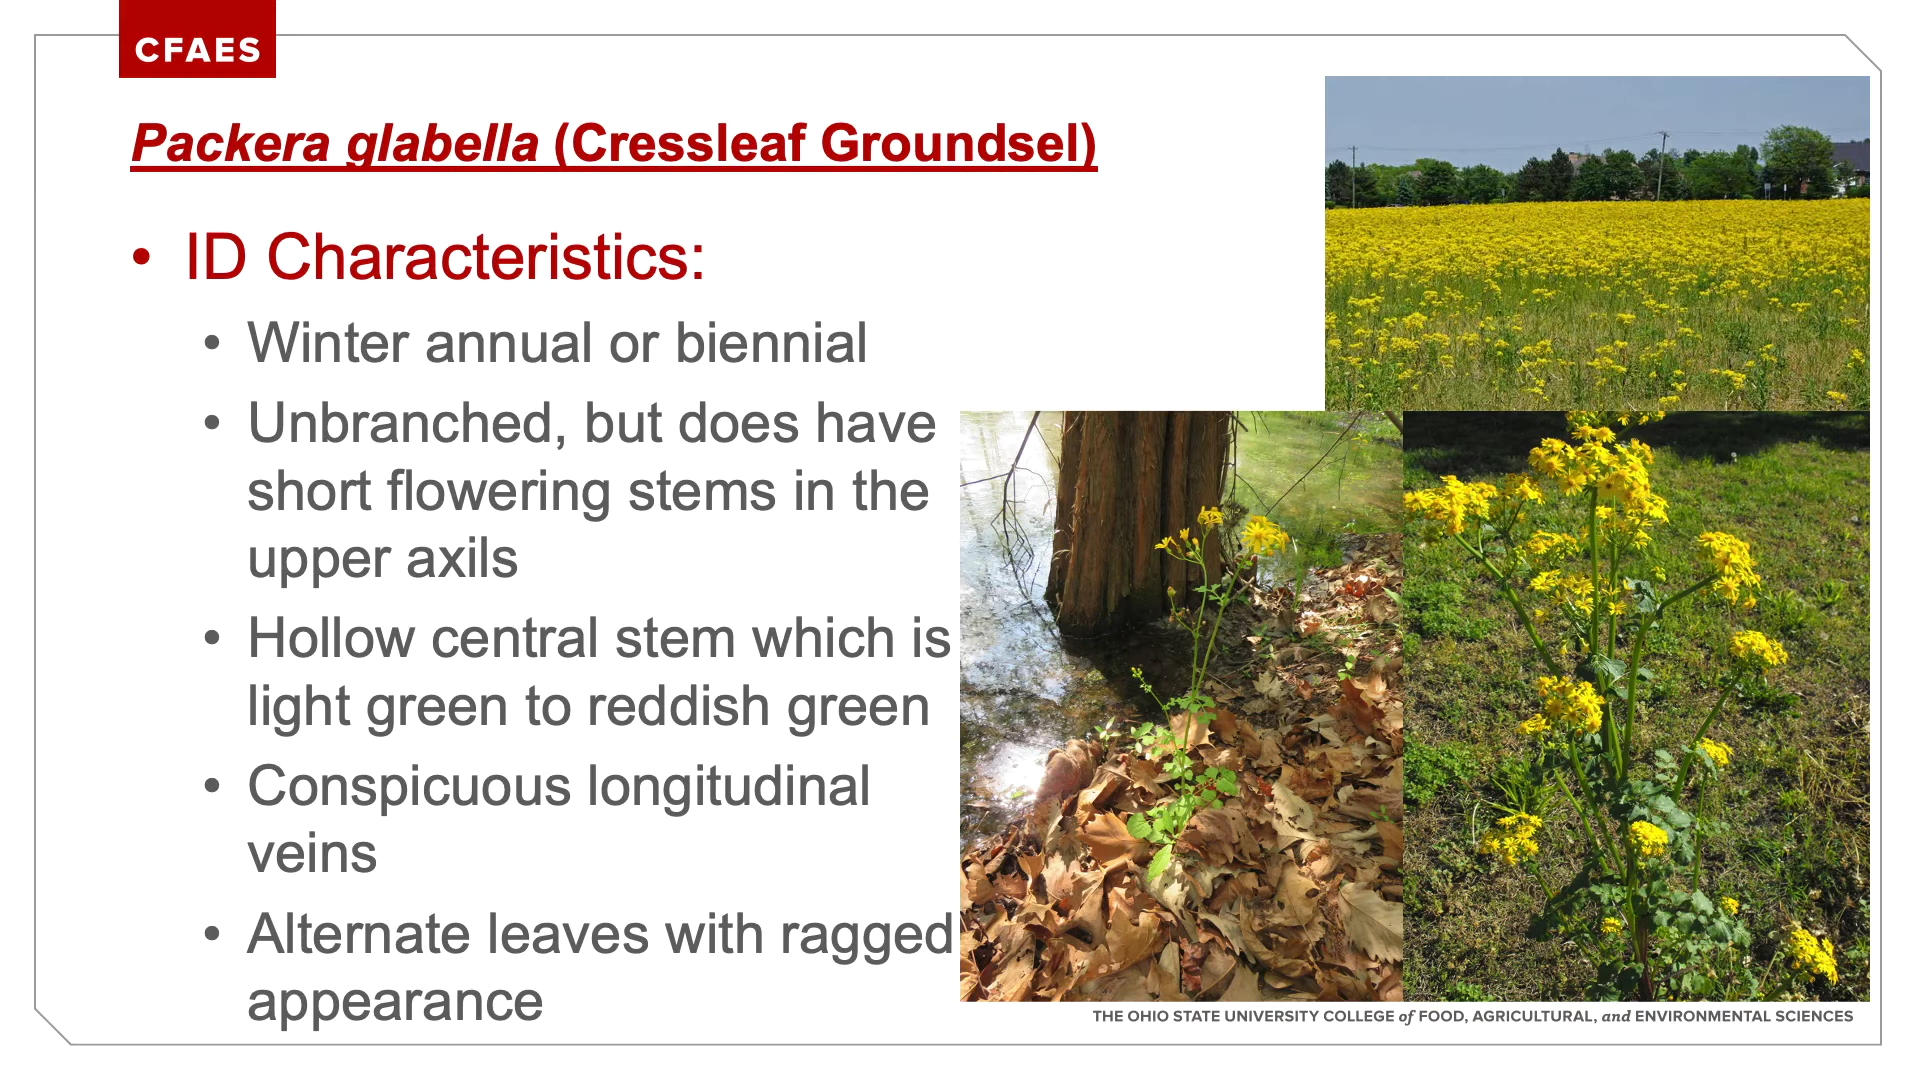 CFAES
Packera glabella (Cressleaf Groundsel)
• ID Characteristics:
• Winter annual or biennial
• Unbranched, but does have
short flowering stems in the
upper axils
• Hollow central stem which is
light green to reddish green
• Conspicuous longitudinal
veins
• Alternate leaves with ragged
appearance
THE OHIO STATE UNIVERSITY COLLEGE of FOOD, AGRICULTURAL, and ENVIRONMENTAL SCIENCES